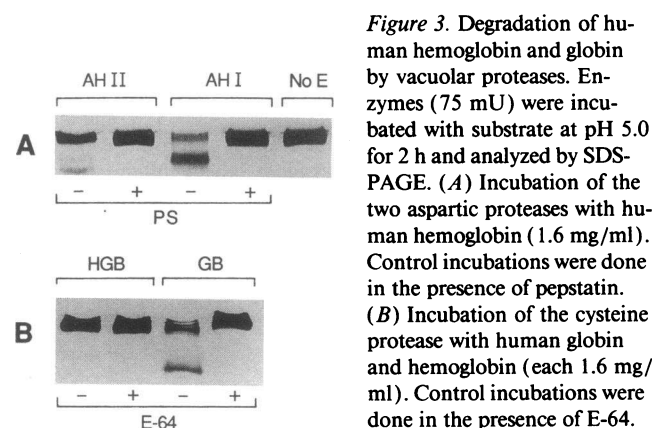 AH II AH I No E
A
− + − +
PS
HGB GB
B
− + − +
E-64
Figure 3. Degradation of hu-
man hemoglobin and globin
by vacuolar proteases. En-
zymes (75 mU) were incu-
bated with substrate at pH 5.0
for 2 h and analyzed by SDS-
PAGE. (A) Incubation of the
two aspartic proteases with hu-
man hemoglobin (1.6 mg/ml).
Control incubations were done
in the presence of pepstatin.
(B) Incubation of the cysteine
protease with human globin
and hemoglobin (each 1.6 mg/
ml). Control incubations were
done in the presence of E-64.